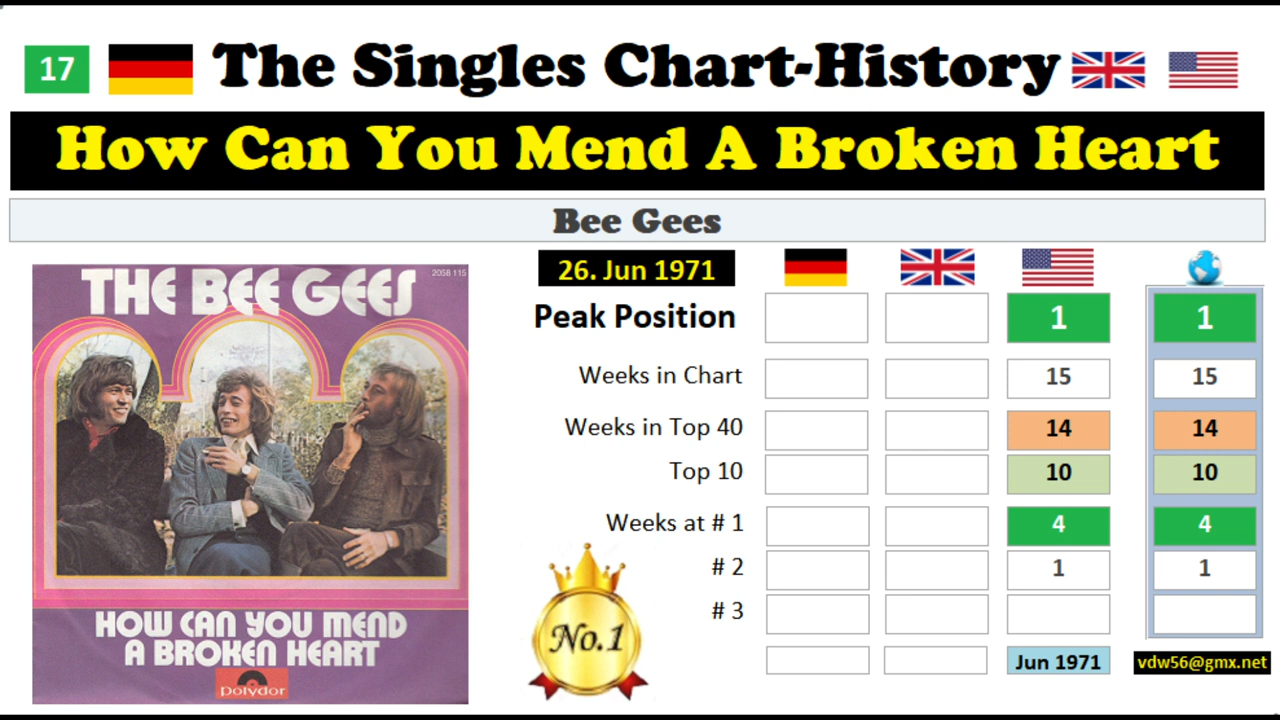 17 The Singles Chart-History
How Can You Mend A Broken Heart
Bee Gees
THE BEE GEES
2058 115
HOW CAN YOU MEND
A BROKEN HEART
polydor
26. Jun 1971
Peak Position 1 1
Weeks in Chart 15 15
Weeks in Top 40 14 14
Top 10 10 10
Weeks at # 1 4 4
# 2 1 1
# 3
No.1
Jun 1971
vdw56@gmx.net